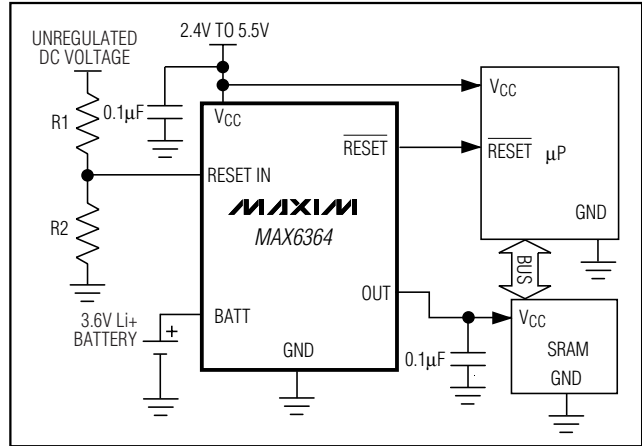 UNREGULATED
DC VOLTAGE
2.4V TO 5.5V
R1
0.1μF
VCC
VCC
RESET
RESET
μP
RESET IN
MAXIM
MAX6364
R2
GND
BUS
OUT
3.6V Li+
BATTERY
+
BATT
VCC
0.1μF
SRAM
GND
GND